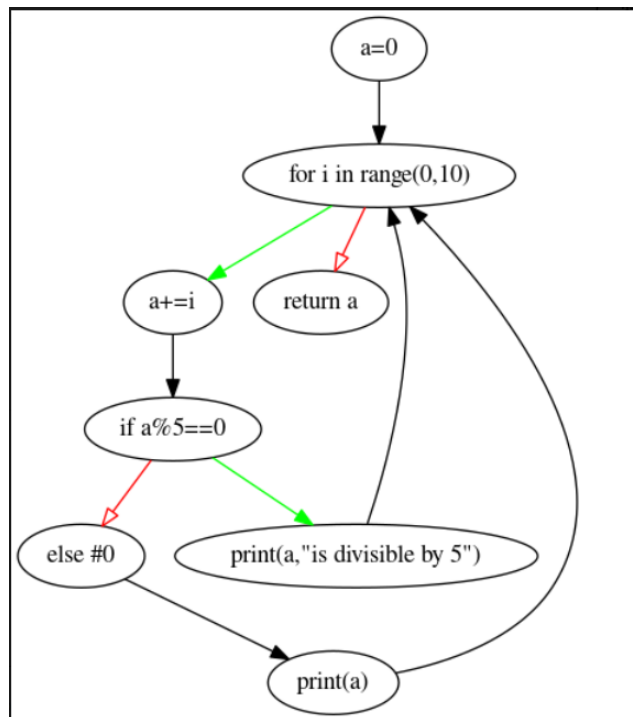 a=0
for i in range(0,10)
a+=i
return a
if a%5==0
else #0
print(a,"is divisible by 5")
print(a)